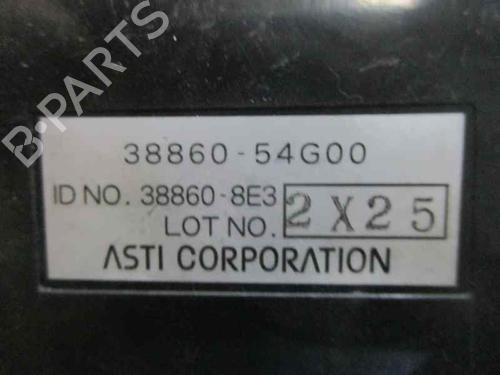 B-PARTS
38860-54G00
ID NO. 38860-8E3
LOT NO. 2X25
ASTI CORPORATION